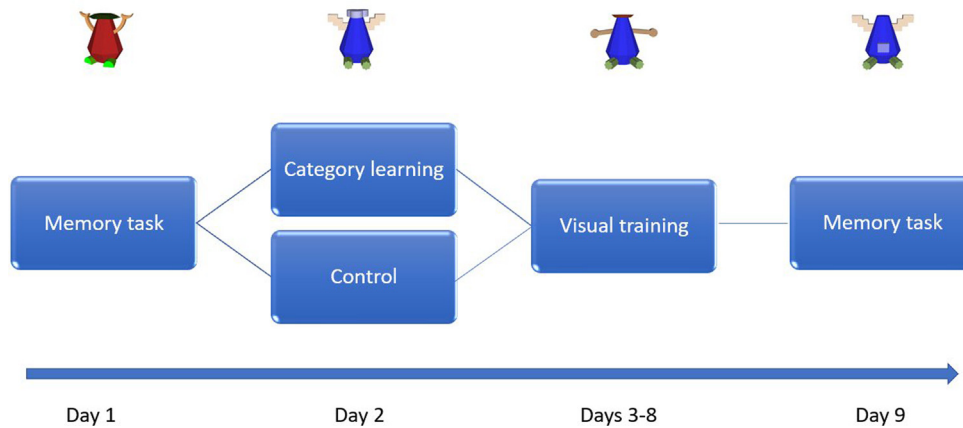 Category learning
Memory task
Visual training
Memory task
Control
Day 1
Day 2
Days 3-8
Day 9